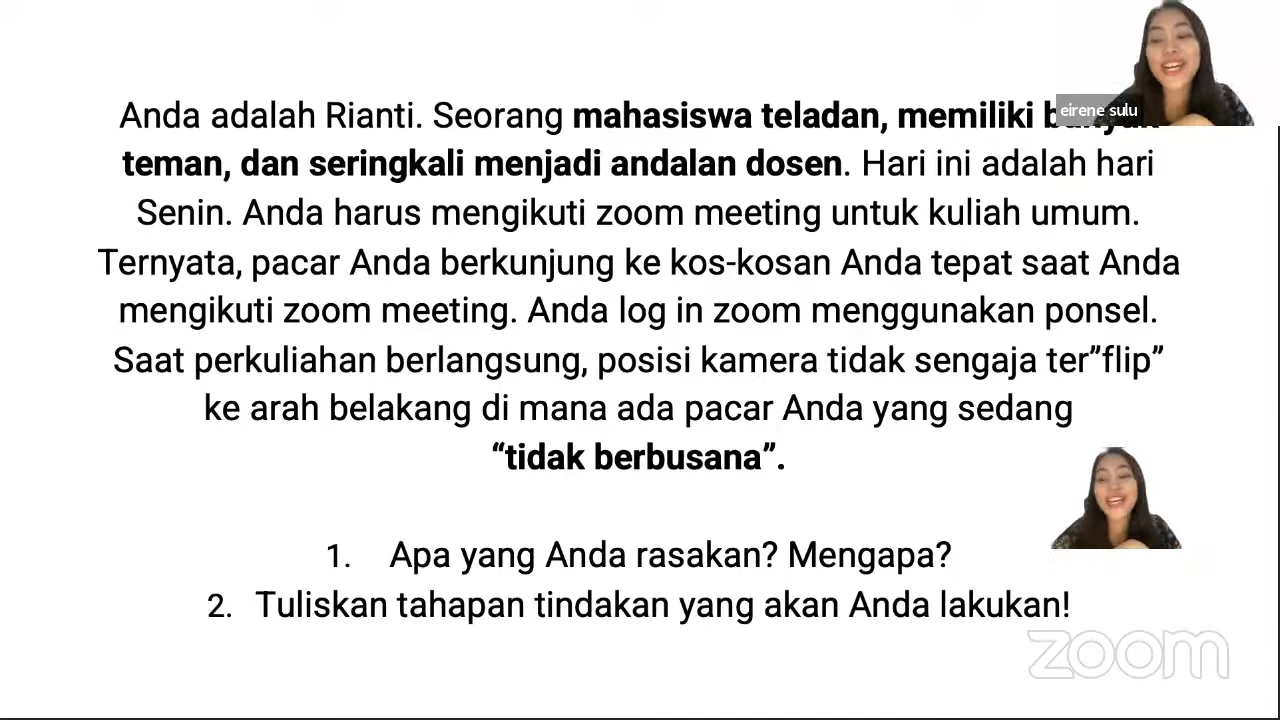 eirene sulu
Anda adalah Rianti. Seorang mahasiswa teladan, memiliki banyak
teman, dan seringkali menjadi andalan dosen. Hari ini adalah hari
Senin. Anda harus mengikuti zoom meeting untuk kuliah umum.
Ternyata, pacar Anda berkunjung ke kos-kosan Anda tepat saat Anda
mengikuti zoom meeting. Anda log in zoom menggunakan ponsel.
Saat perkuliahan berlangsung, posisi kamera tidak sengaja ter”flip”
ke arah belakang di mana ada pacar Anda yang sedang
“tidak berbusana”.
1. Apa yang Anda rasakan? Mengapa?
2. Tuliskan tahapan tindakan yang akan Anda lakukan!
zoom